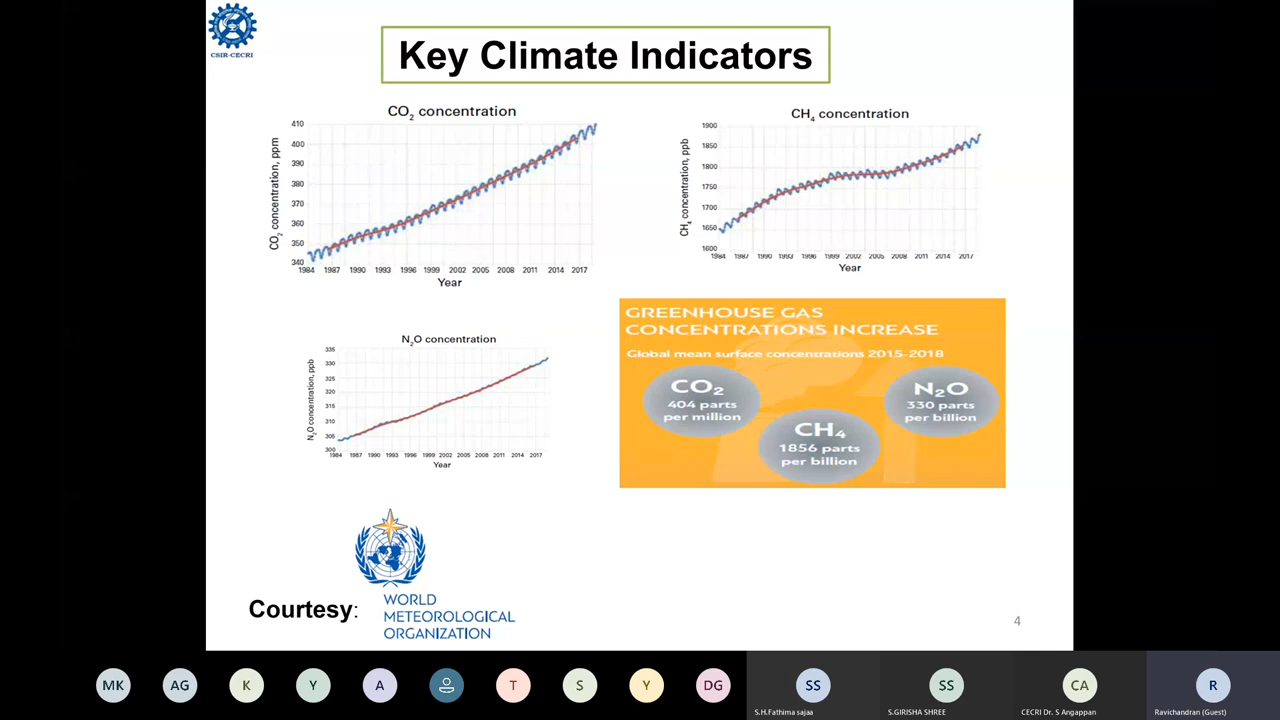 CSIR-CECRI
Key Climate Indicators
CO2 concentration
CO2 concentration, ppm
410
400
390
380
370
360
350
340
1984 1987 1990 1993 1996 1999 2002 2005 2008 2011 2014 2017
Year
CH4 concentration
CH4 concentration, ppb
1900
1850
1800
1750
1700
1650
1600
1984 1987 1990 1993 1996 1999 2002 2005 2008 2011 2014 2017
Year
N2O concentration
N2O concentration, ppb
335
330
325
320
315
310
305
300
1984 1987 1990 1993 1996 1999 2002 2005 2008 2011 2014 2017
Year
GREENHOUSE GAS
CONCENTRATIONS INCREASE
Global mean surface concentrations 2015-2018
CO2
404 parts
per million
CH4
1856 parts
per billion
N2O
330 parts
per billion
Courtesy:
WORLD
METEOROLOGICAL
ORGANIZATION
4
MK AG K Y A T S Y DG SS SS CA R
S.H.Fathima sajaa S.GIRISHA SHREE CECRI Dr. S Angappan Ravichandran (Guest)